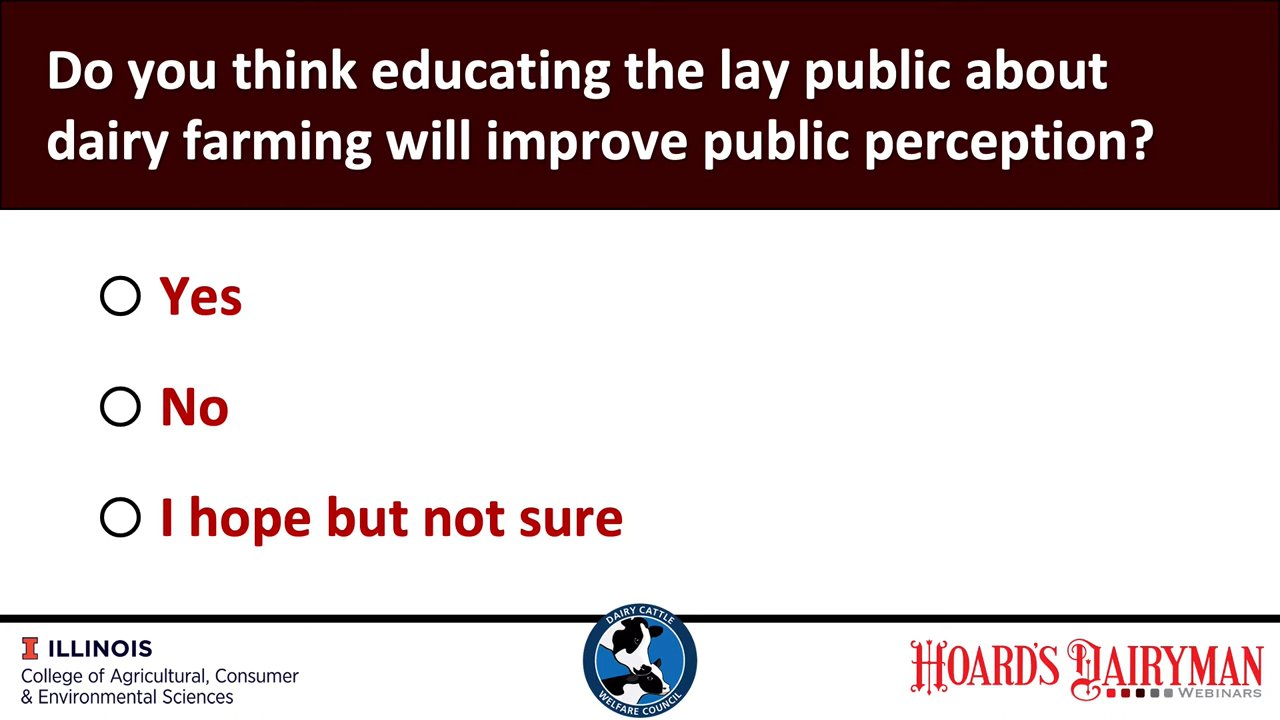 Do you think educating the lay public about
dairy farming will improve public perception?
Yes
No
I hope but not sure
ILLINOIS
College of Agricultural, Consumer
& Environmental Sciences
DAIRY CATTLE
WELFARE COUNCIL
HOARD'S DAIRYMAN
WEBINARS